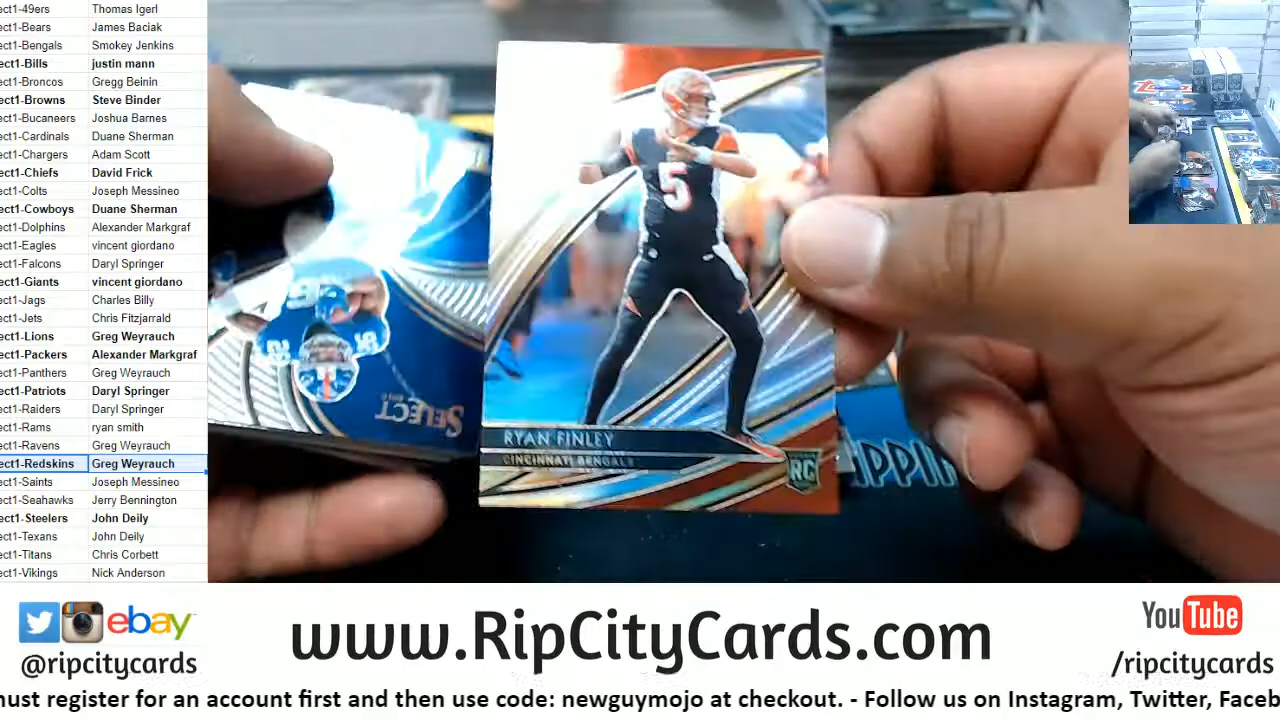 ect1-49ers Thomas Igerl
ect1-Bears James Baciak
ect1-Bengals Smokey Jenkins
ect1-Bills justin mann
ect1-Broncos Gregg Beinin
ect1-Browns Steve Binder
ect1-Bucaneers Joshua Barnes
ect1-Cardinals Duane Sherman
ect1-Chargers Adam Scott
ect1-Chiefs David Frick
ect1-Colts Joseph Messineo
ect1-Cowboys Duane Sherman
ect1-Dolphins Alexander Markgraf
ect1-Eagles vincent giordano
ect1-Falcons Daryl Springer
ect1-Giants vincent giordano
ect1-Jags Charles Billy
ect1-Jets Chris Fitzjarrald
ect1-Lions Greg Weyrauch
ect1-Packers Alexander Markgraf
ect1-Panthers Greg Weyrauch
ect1-Patriots Daryl Springer
ect1-Raiders Daryl Springer
ect1-Rams ryan smith
ect1-Ravens Greg Weyrauch
ect1-Redskins Greg Weyrauch
ect1-Saints Joseph Messineo
ect1-Seahawks Jerry Bennington
ect1-Steelers John Deily
ect1-Texans John Deily
ect1-Titans Chris Corbett
ect1-Vikings Nick Anderson
SELECT
5
RYAN FINLEY
CINCINNATI BENGALS
RC
APPIN
ebay
@ripcitycards
www.RipCityCards.com
YouTube
/ripcitycards
must register for an account first and then use code: newguymojo at checkout. - Follow us on Instagram, Twitter, Faceb